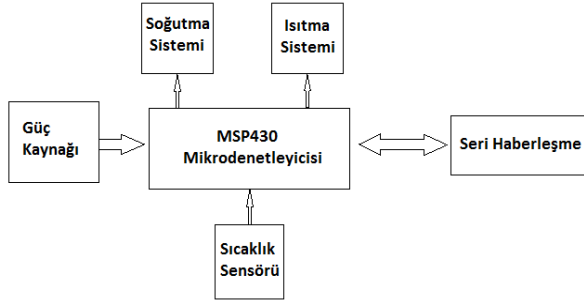 Soğutma
Sistemi
Isıtma
Sistemi
Güç
Kaynağı
MSP430
Mikrodenetleyicisi
Seri Haberleşme
Sıcaklık
Sensörü